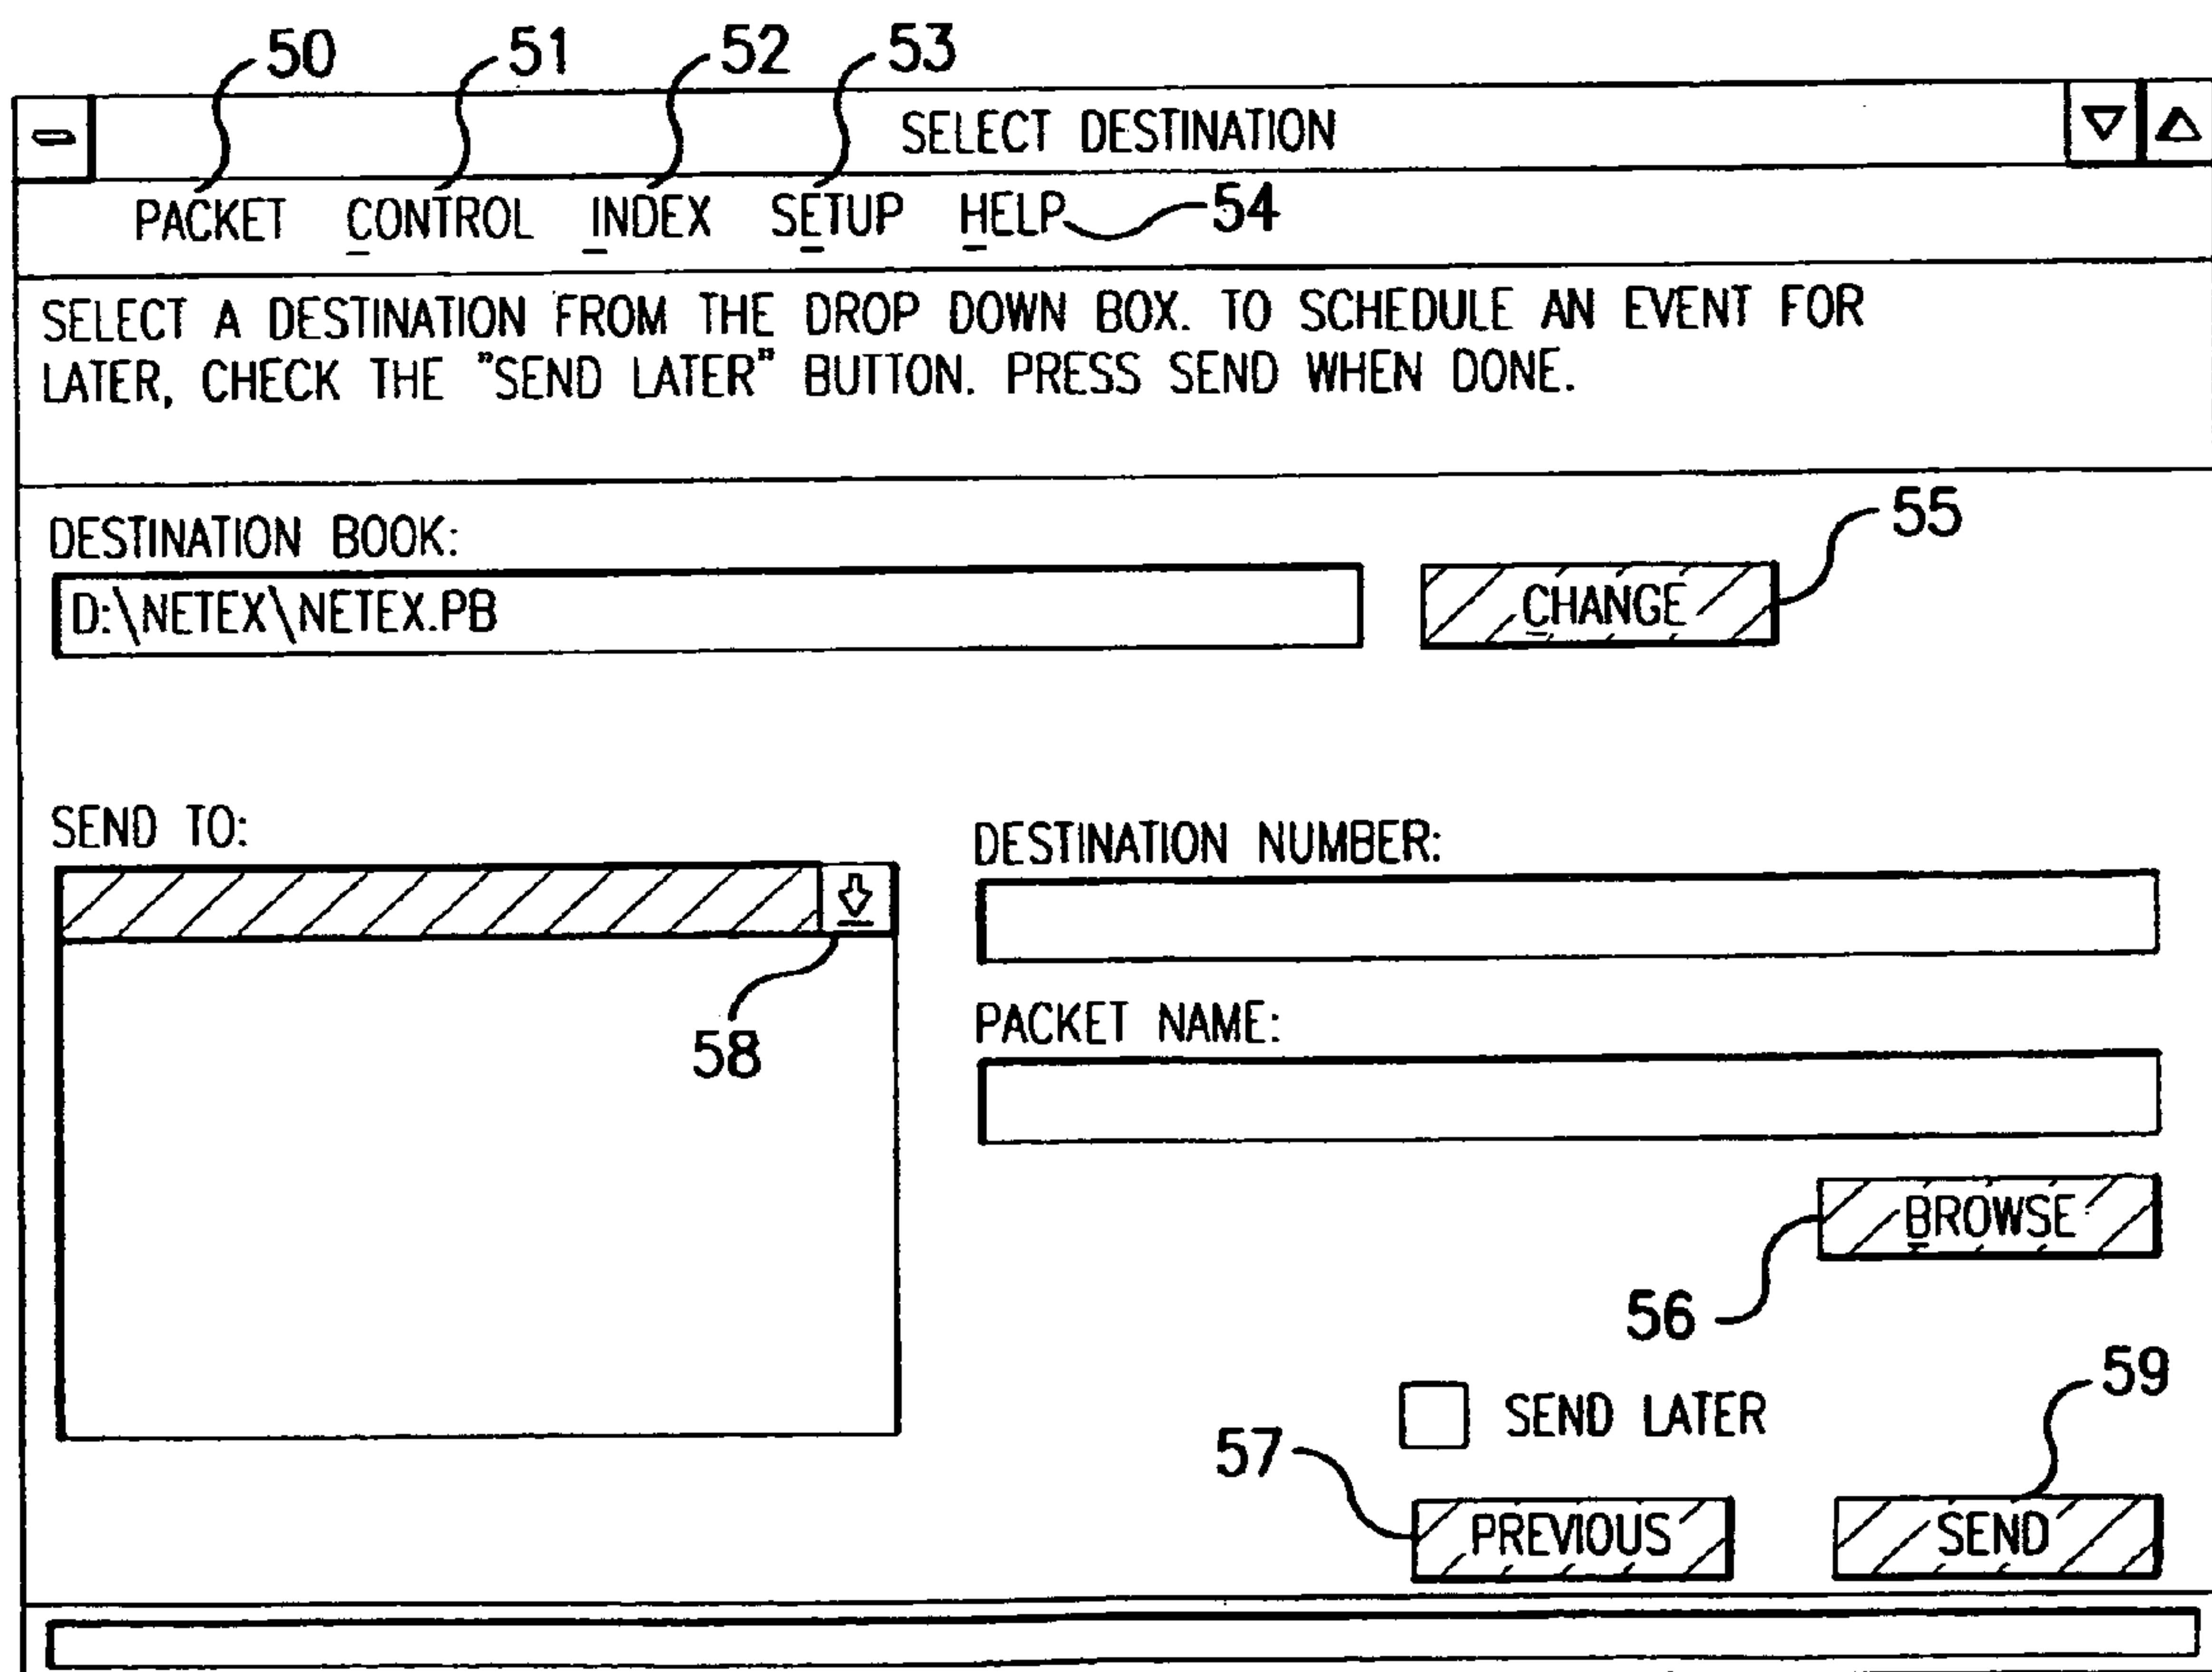 50 51 52 53
SELECT DESTINATION
PACKET CONTROL INDEX SETUP HELP 54
SELECT A DESTINATION FROM THE DROP DOWN BOX. TO SCHEDULE AN EVENT FOR
LATER, CHECK THE "SEND LATER" BUTTON. PRESS SEND WHEN DONE.
DESTINATION BOOK:
55
D:\NETEX\NETEX.PB CHANGE
SEND TO:
DESTINATION NUMBER:
58
PACKET NAME:
BROWSE
56
59
SEND LATER
57
PREVIOUS SEND